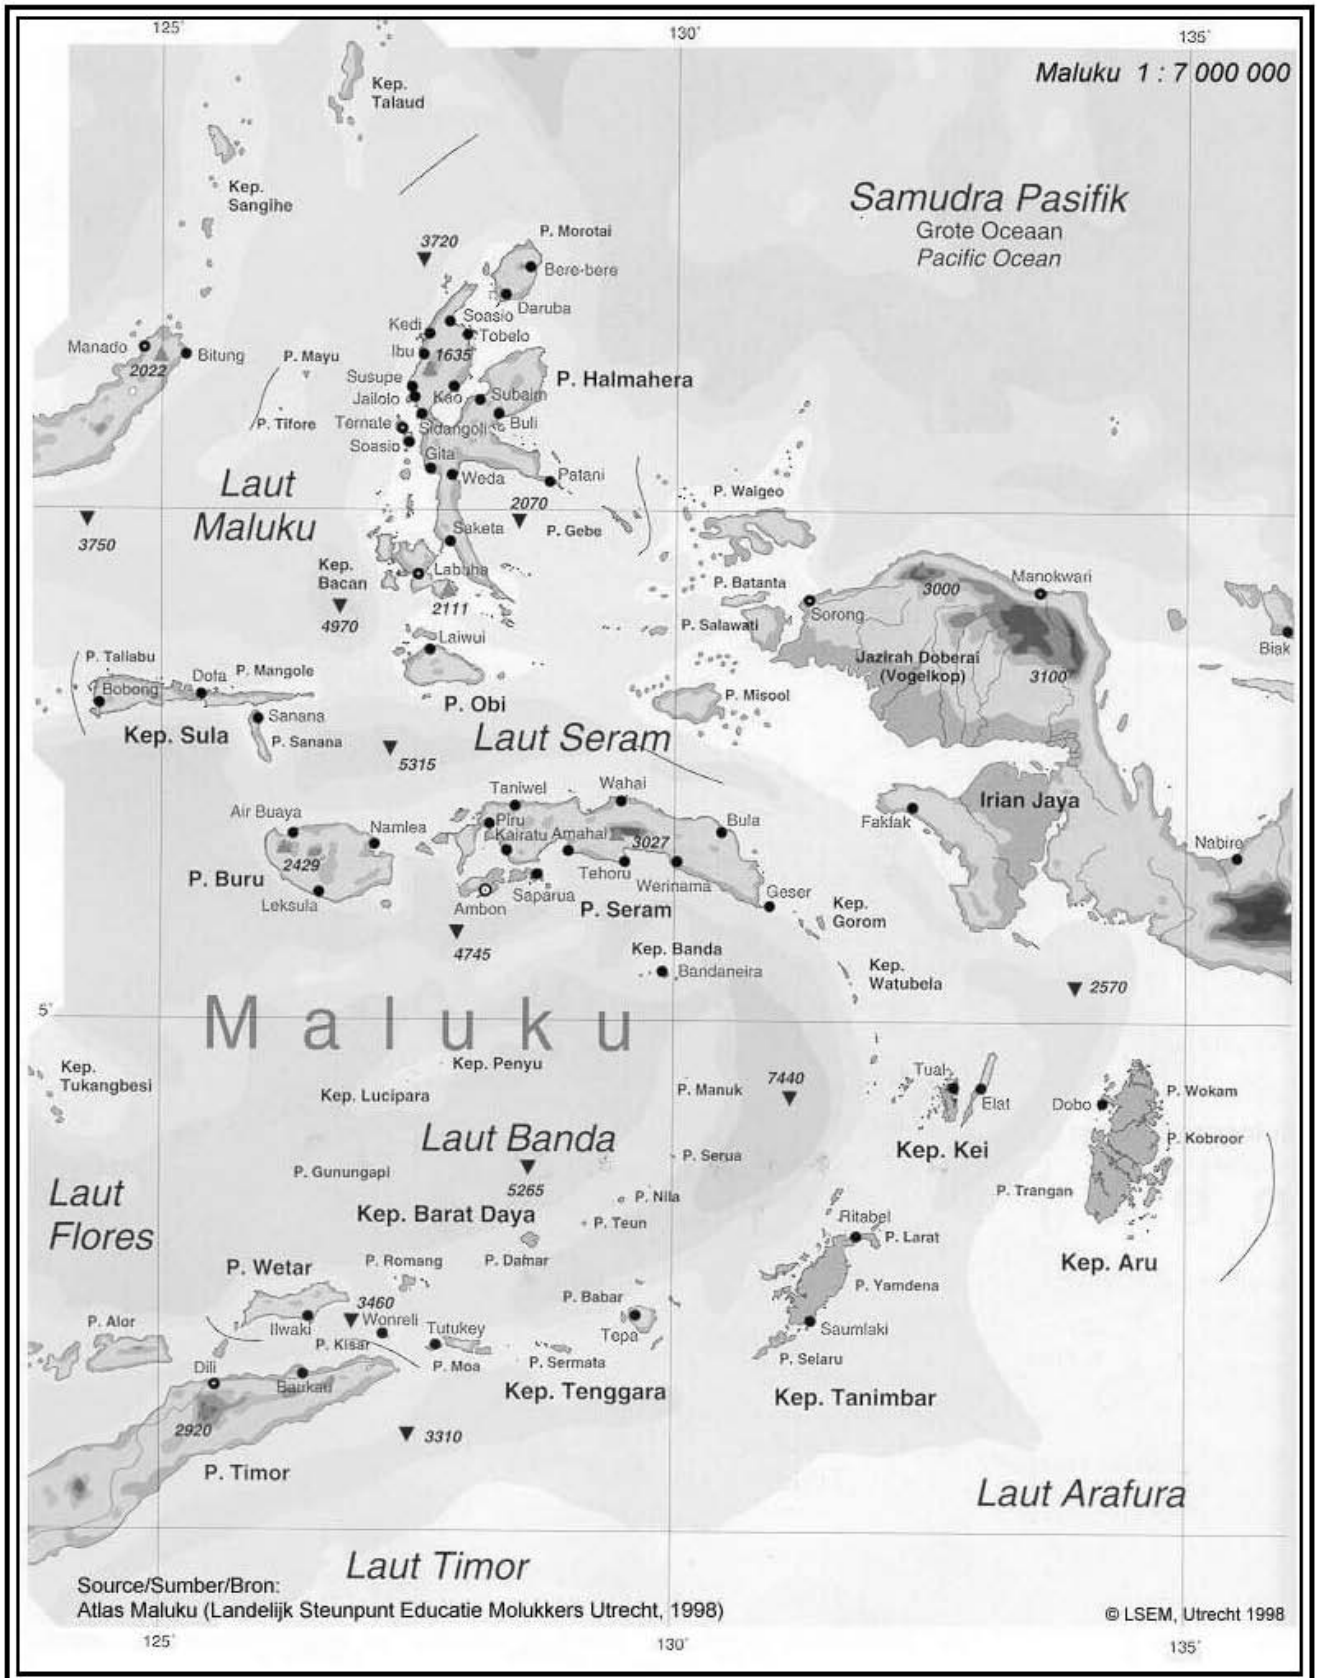 125°
130°
135°
Maluku 1 : 7 000 000
Kep.
Talaud
Kep.
Sangihe
Samudra Pasifik
Grote Oceaan
Pacific Ocean
P. Morotai
3720
Bere-bere
Daruba
Soasio
Kedi
Tobelo
Manado
Bitung
2022
P. Mayu
Ibu
1635
Susupe
P. Halmahera
Jailolo
Kao
Subaim
P. Tifore
Ternate
Sidangoli
Buli
Soasio
Gita
Weda
Patani
Laut
Maluku
2070
P. Gebe
P. Waigeo
3750
Saketa
Kep.
Bacan
Labuha
2111
4970
P. Batanta
3000
Manokwari
Sorong
P. Salawati
Biak
Laiwui
P. Obi
Jazirah Doberai
(Vogelkop)
3100
P. Taliabu
Dofa
P. Mangole
Bobong
P. Misool
Sanana
Kep. Sula
P. Sanana
Laut Seram
5315
Taniwel
Wahai
Irian Jaya
Air Buaya
Namlea
Piru
Kairatu
Amahai
3027
Bula
Fakfak
Nabire
2429
P. Buru
Leksula
Tehoru
Werinama
Ambon
Saparua
P. Seram
Geser
Kep.
Gorom
4745
Kep. Banda
Bandaneira
Kep.
Watubela
2570
5°
Maluku
Kep.
Tukangbesi
Kep. Penyu
Kep. Lucipara
P. Manuk
7440
Tual
Elat
Dobo
P. Wokam
Laut Banda
Kep. Kei
P. Kobroor
P. Serua
P. Gunungapi
5265
P. Trangan
Laut
Flores
P. Nila
Kep. Barat Daya
P. Teun
Ritabel
P. Larat
Kep. Aru
P. Wetar
P. Romang
P. Damar
P. Yamdena
P. Babar
3460
P. Alor
Ilwaki
Wonreli
Tutukey
Tepa
Saumlaki
P. Kisar
P. Moa
P. Sermata
P. Selaru
Dili
Baukau
Kep. Tenggara
Kep. Tanimbar
2920
3310
P. Timor
Laut Arafura
Laut Timor
Source/Sumber/Bron:
Atlas Maluku (Landelijk Steunpunt Educatie Molukkers Utrecht, 1998)
© LSEM, Utrecht 1998
125°
130°
135°